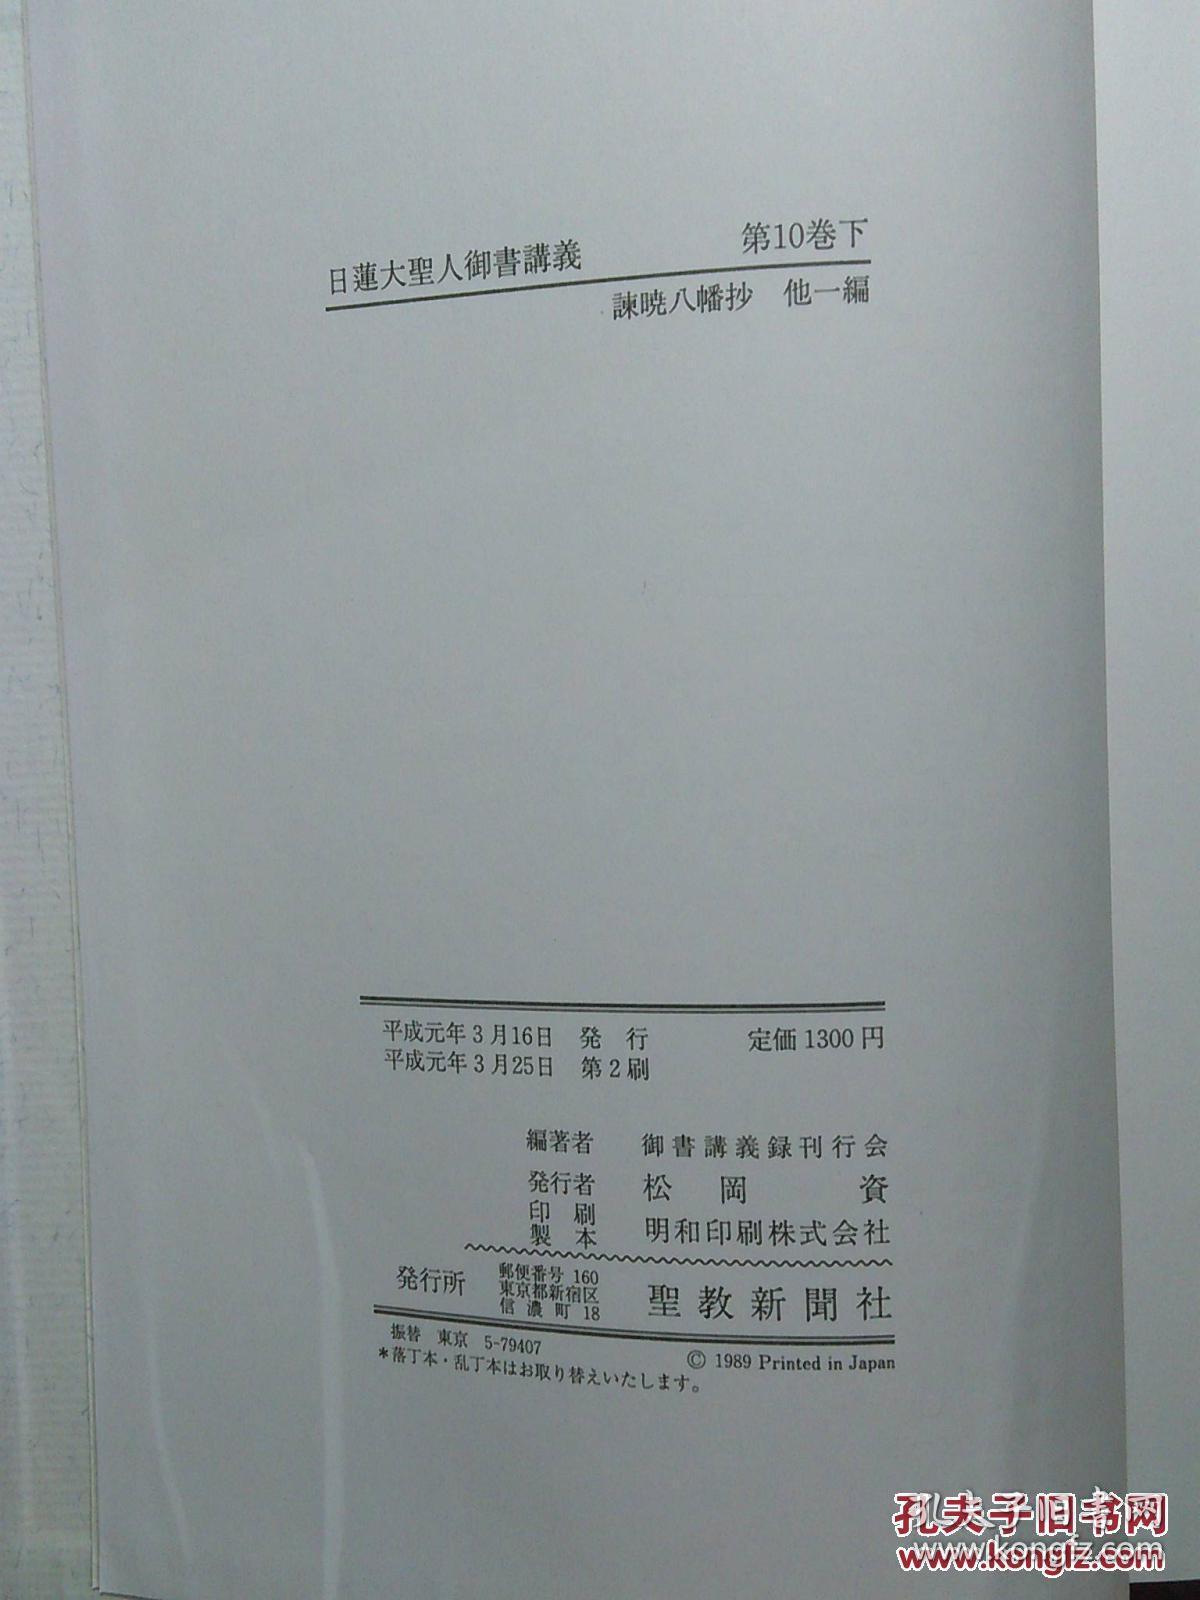 日蓮大聖人御書講義 第10巻下
諫暁八幡抄 他一編
平成元年3月16日 発行 定価1300円
平成元年3月25日 第2刷
編著者 御書講義録刊行会
発行者 松岡 資
印刷
製本 明和印刷株式会社
発行所 郵便番号 160
東京都新宿区
信濃町 18
聖教新聞社
振替 東京 5-79407
*落丁本・乱丁本はお取り替えいたします。
© 1989 Printed in Japan
孔夫子旧书网
www.kongfz.com